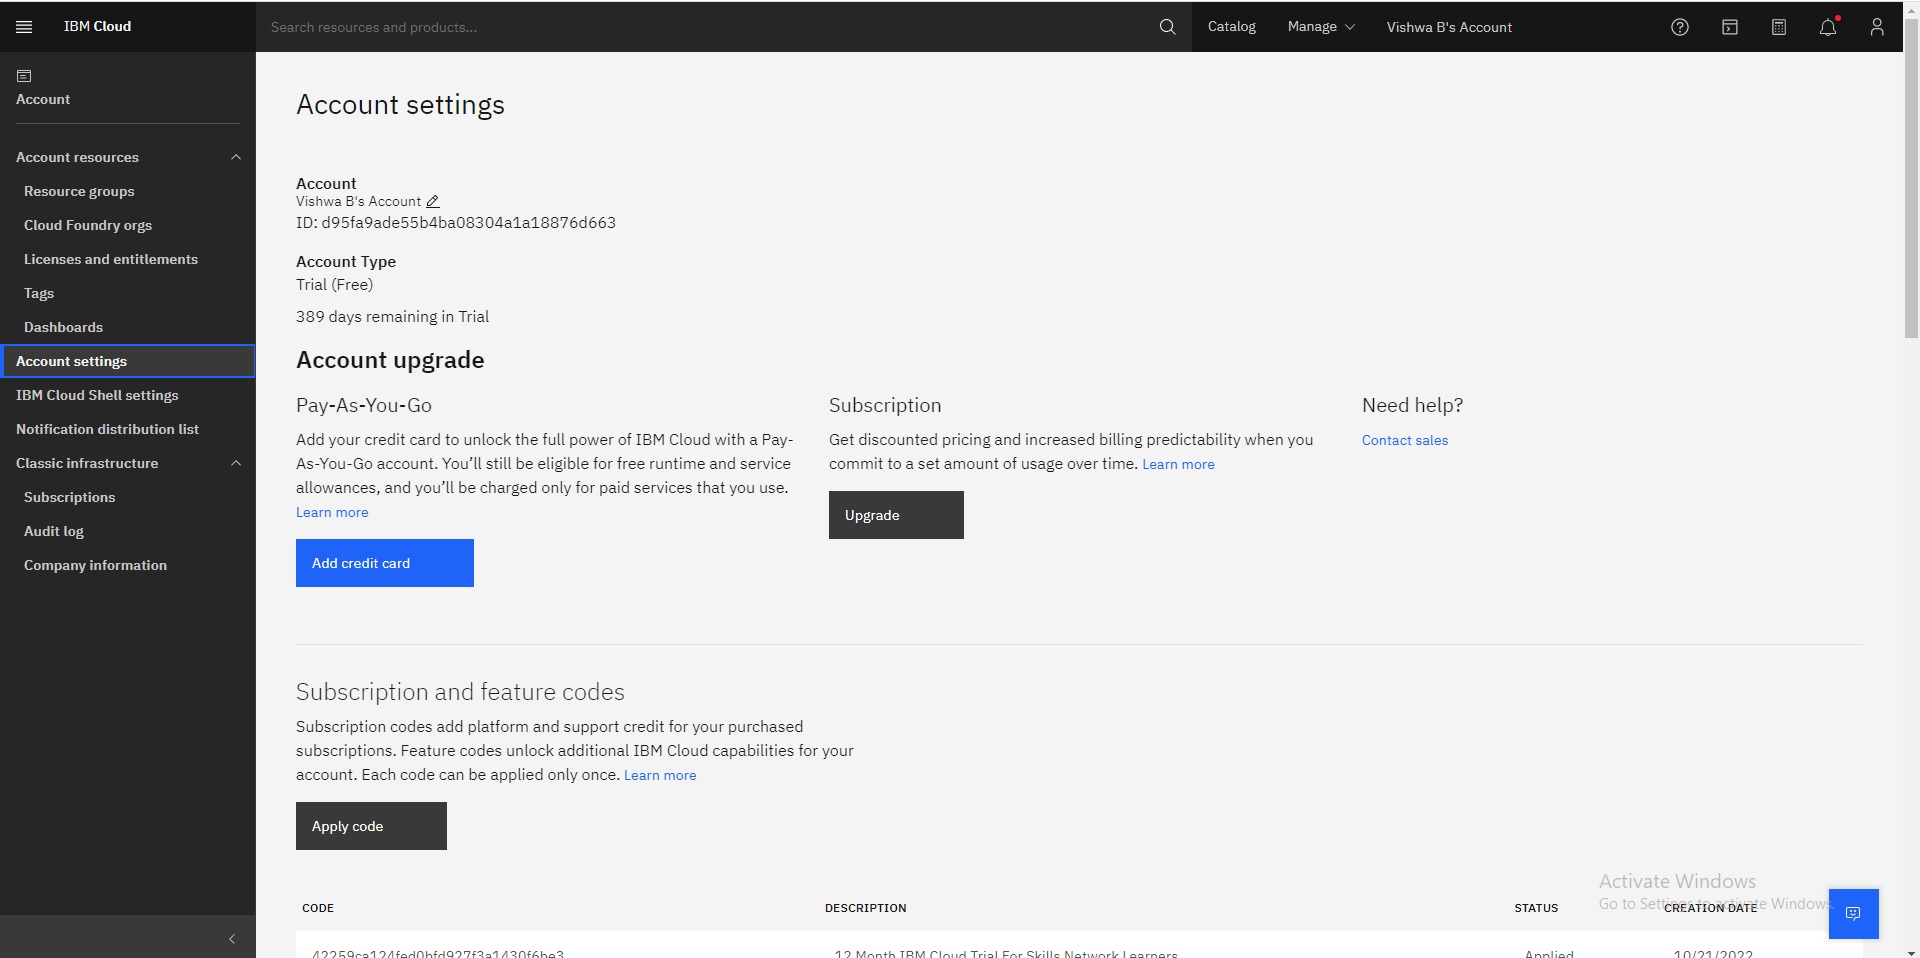 IBM Cloud
Search resources and products...
Catalog
Manage
Vishwa B's Account
Account
Account resources
Resource groups
Cloud Foundry orgs
Licenses and entitlements
Tags
Dashboards
Account settings
IBM Cloud Shell settings
Notification distribution list
Classic infrastructure
Subscriptions
Audit log
Company information
Account settings
Account
Vishwa B's Account
ID: d95fa9ade55b4ba08304a1a18876d663
Account Type
Trial (Free)
389 days remaining in Trial
Account upgrade
Pay-As-You-Go
Add your credit card to unlock the full power of IBM Cloud with a Pay-
As-You-Go account. You’ll still be eligible for free runtime and service
allowances, and you’ll be charged only for paid services that you use.
Learn more
Add credit card
Subscription
Get discounted pricing and increased billing predictability when you
commit to a set amount of usage over time. Learn more
Upgrade
Need help?
Contact sales
Subscription and feature codes
Subscription codes add platform and support credit for your purchased
subscriptions. Feature codes unlock additional IBM Cloud capabilities for your
account. Each code can be applied only once. Learn more
Apply code
Activate Windows
Go to Settings to activate Windows.
CODE DESCRIPTION STATUS CREATION DATE
42259ca124fed0bfd927f3a1430f6be3 12 Month IBM Cloud Trial For Skills Network Learners Applied 10/21/2022